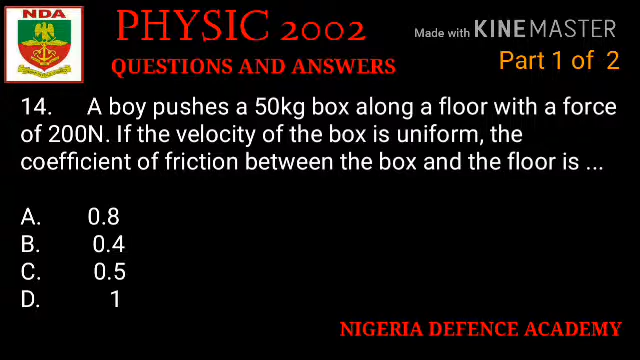 NDA
PHYSIC 2002
Made with KINEMASTER
QUESTIONS AND ANSWERS
Part 1 of 2
14. A boy pushes a 50kg box along a floor with a force
of 200N. If the velocity of the box is uniform, the
coefficient of friction between the box and the floor is ...
A. 0.8
B. 0.4
C. 0.5
D. 1
NIGERIA DEFENCE ACADEMY